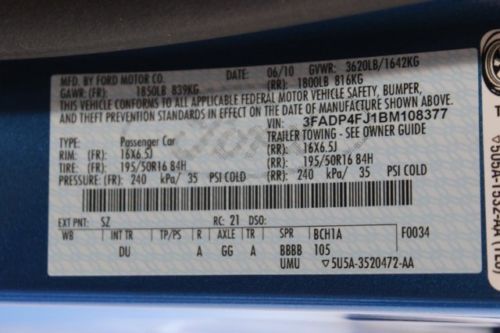 MFD. BY FORD MOTOR CO.
DATE: 06/10 GVWR: 3620LB/1642KG
GAWR: (FR): 1850LB 839KG (RR): 1800LB 816KG
THIS VEHICLE CONFORMS TO ALL APPLICABLE FEDERAL MOTOR VEHICLE SAFETY, BUMPER,
AND THEFT PREVENTION STANDARDS IN EFFECT ON THE DATE OF MANUFACTURE SHOWN ABOVE.
VIN: 3FADP4FJ1BM108377
TYPE: Passenger Car TRAILER TOWING - SEE OWNER GUIDE
RIM: (FR): 16X6.5J (RR): 16X6.5J
TIRES: (FR): 195/50R16 84H (RR): 195/50R16 84H
PRESSURE: (FR): 240 kPa/ 35 PSI COLD (RR): 240 kPa/ 35 PSI COLD
EXT PNT: SZ RC: 21 DSO:
WB INT TR TP/PS R AXLE TR SPR BCH1A F0034
DU A GG A BBBB 105
UMU 5U5A-3520472-AA